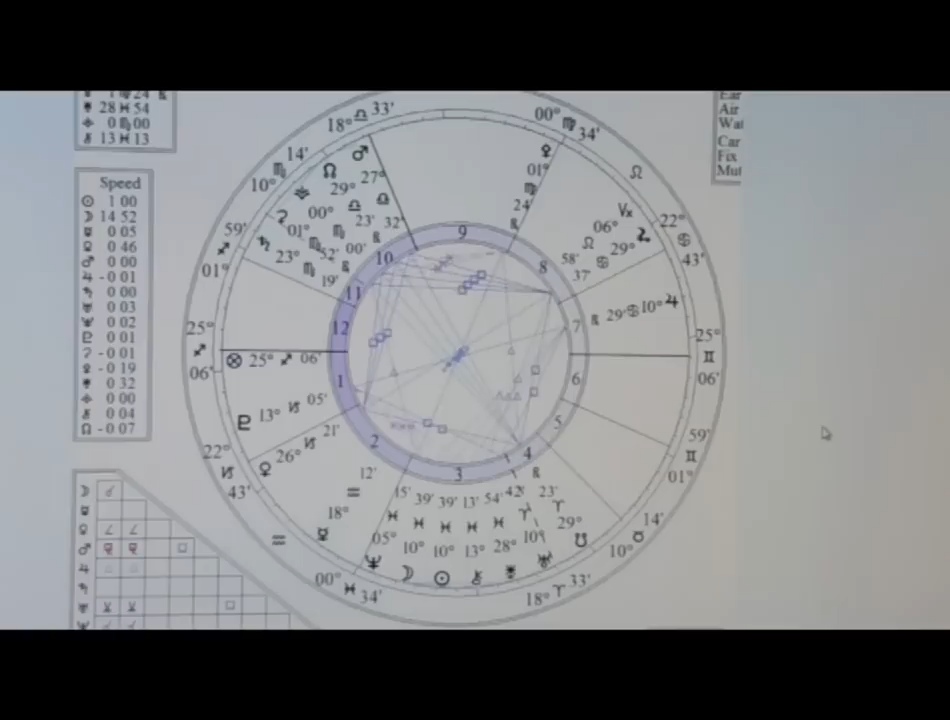 1 ♍ 24 ℞
28 ♓ 54
0 ♏ 00
⚷ 13 ♓ 13
Speed
☉ 1 00
☽ 14 52
☿ 0 05
♀ 0 46
♂ 0 00
♃ - 0 01
♄ 0 00
♅ 0 03
♆ 0 02
♇ 0 01
⚳ - 0 01
⚴ - 0 19
0 32
0 00
⚷ 0 04
☊ - 0 07
Ear
Air
Wat
Car
Fix
Mut
18° ♎ 33'
00° ♍ 34'
♌
22° ♋ 43'
25° ♊ 06'
59' ♊ 01°
14' ♉ 10°
18° ♈ 33'
00° ♓ 34'
♒
22° ♑ 43'
25° ♐ 06'
59' ♐ 01°
14' ♏ 10°
♂ 27° ♎ 32'
☊ 29° ♎ 23' ℞
00° ♏ 00' ℞
⚳ 01° ♏ 52'
♄ 23° ♏ 19'
⊗ 25° ♐ 06'
♇ 13° ♑ 05'
♀ 26° ♑ 21'
☿ 18° ♒ 12'
♆ 05° ♓ 15'
☽ 10° ♓ 39'
☉ 10° ♓ 39'
⚷ 13° ♓ 13'
28° ♓ 54'
♅ 10° ♈ 42'
☋ 29° ♈ 23' ℞
♃ 10° ♋ 29' ℞
29° ♋ 37'
Vx 06° ♌ 58'
⚴ 01° ♍ 24' ℞
1
2
3
4
5
6
7
8
9
10
11
12